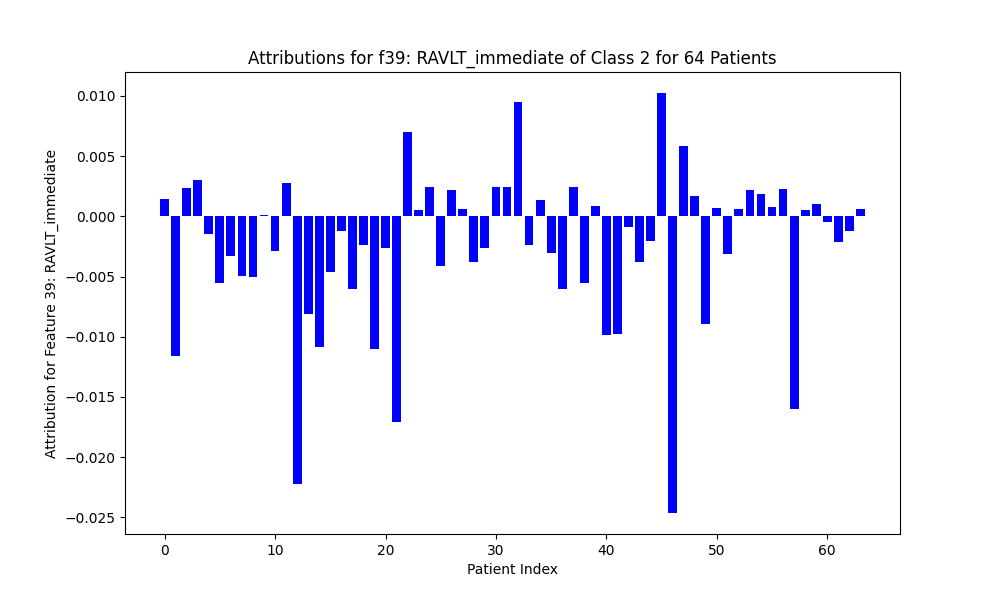 Attributions for f39: RAVLT_immediate of Class 2 for 64 Patients
Attribution for Feature 39: RAVLT_immediate
0.010
0.005
0.000
−0.005
−0.010
−0.015
−0.020
−0.025
0 10 20 30 40 50 60
Patient Index